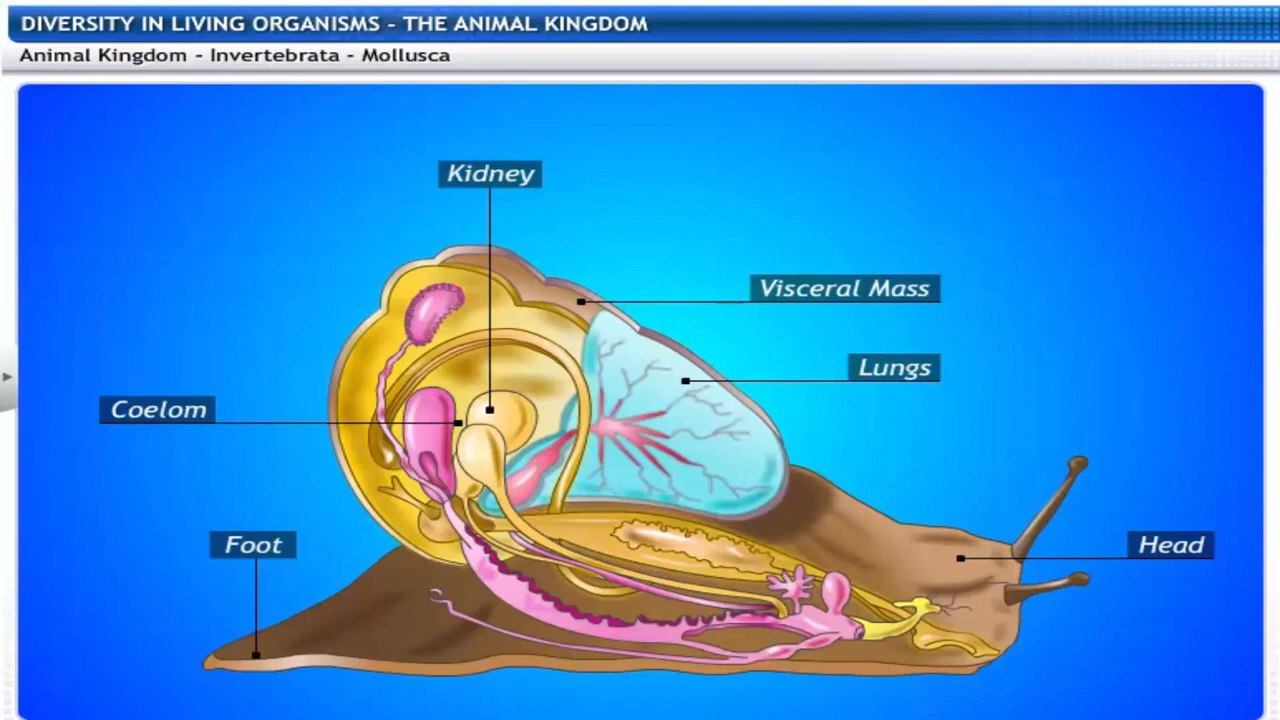 DIVERSITY IN LIVING ORGANISMS - THE ANIMAL KINGDOM
Animal Kingdom - Invertebrata - Mollusca
Kidney
Visceral Mass
Lungs
Coelom
Foot
Head